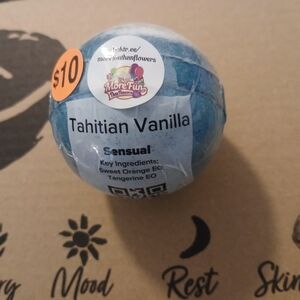 $10
More Fun
Tahitian Vanilla
Sensual
Key Ingredients:
Sweet Orange EO
Tangerine EO
Mood
Rest